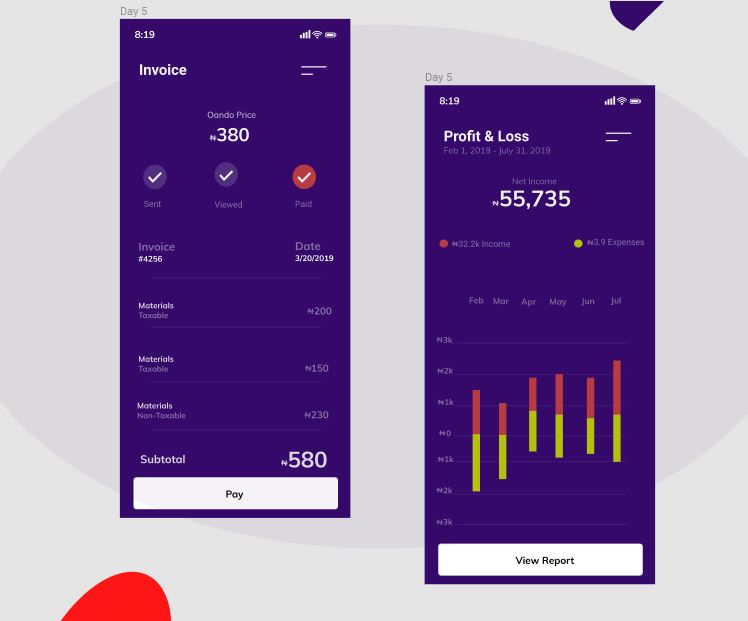 Day 5
8:19
Invoice
Oando Price
₦380
Sent
Viewed
Paid
Invoice
#4256
Date
3/20/2019
Materials
Taxable
₦200
Materials
Taxable
₦150
Materials
Non-Taxable
₦230
Subtotal
₦580
Pay
Day 5
8:19
Profit & Loss
Feb 1, 2019 - July 31, 2019
Net Income
₦55,735
₦32.2k Income
₦3.9 Expenses
Feb Mar Apr May Jun Jul
₦3k
₦2k
₦1k
₦0
₦1k
₦2k
₦3k
View Report